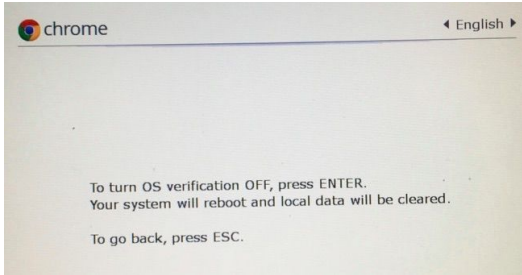 chrome
English
To turn OS verification OFF, press ENTER.
Your system will reboot and local data will be cleared.
To go back, press ESC.